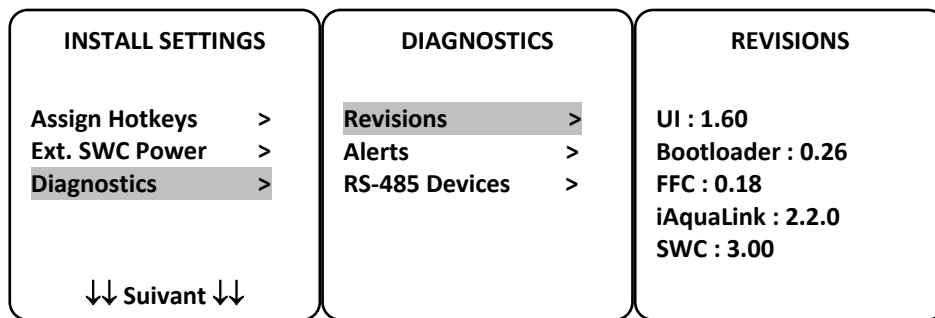 INSTALL SETTINGS
Assign Hotkeys >
Ext. SWC Power >
Diagnostics >
↓↓ Suivant ↓↓
DIAGNOSTICS
Revisions >
Alerts >
RS-485 Devices >
REVISIONS
UI : 1.60
Bootloader : 0.26
FFC : 0.18
iAquaLink : 2.2.0
SWC : 3.00